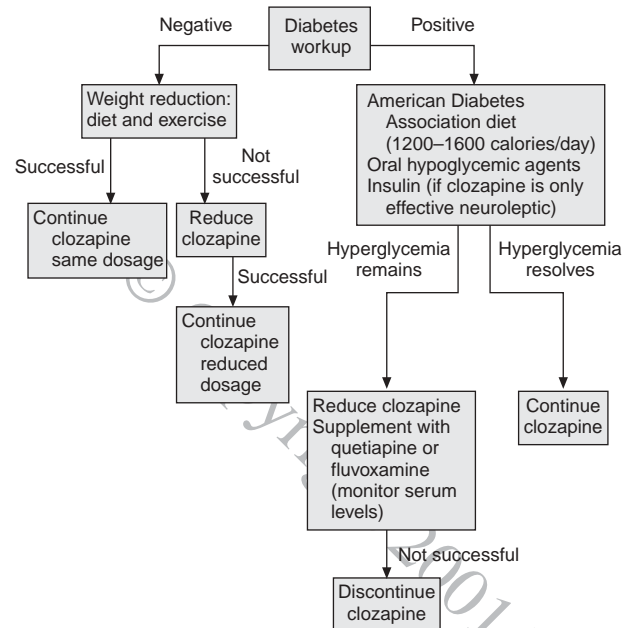 Diabetes
workup
Negative
Positive
Weight reduction:
diet and exercise
Successful
Not
successful
Continue
clozapine
same dosage
Reduce
clozapine
Successful
Continue
clozapine
reduced
dosage
American Diabetes
Association diet
(1200–1600 calories/day)
Oral hypoglycemic agents
Insulin (if clozapine is only
effective neuroleptic)
Hyperglycemia
remains
Hyperglycemia
resolves
Reduce clozapine
Supplement with
quetiapine or
fluvoxamine
(monitor serum
levels)
Continue
clozapine
Not successful
Discontinue
clozapine
© 2001